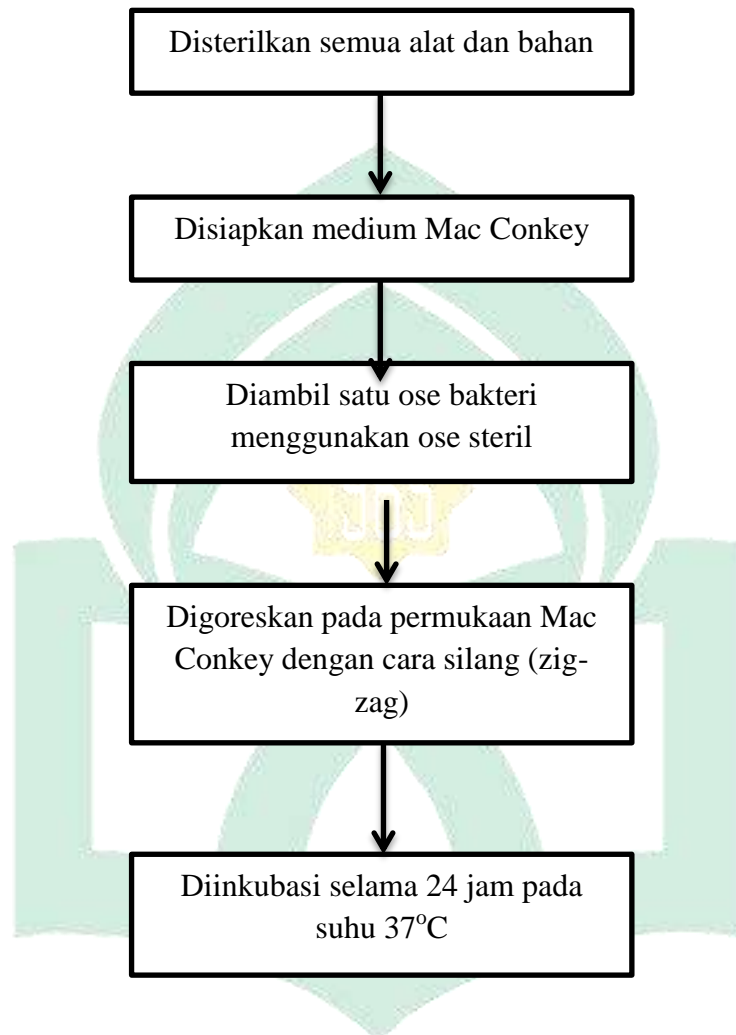 Disterilkan semua alat dan bahan
Disiapkan medium Mac Conkey
Diambil satu ose bakteri
menggunakan ose steril
Digoreskan pada permukaan Mac
Conkey dengan cara silang (zig-
zag)
Diinkubasi selama 24 jam pada
suhu 37°C